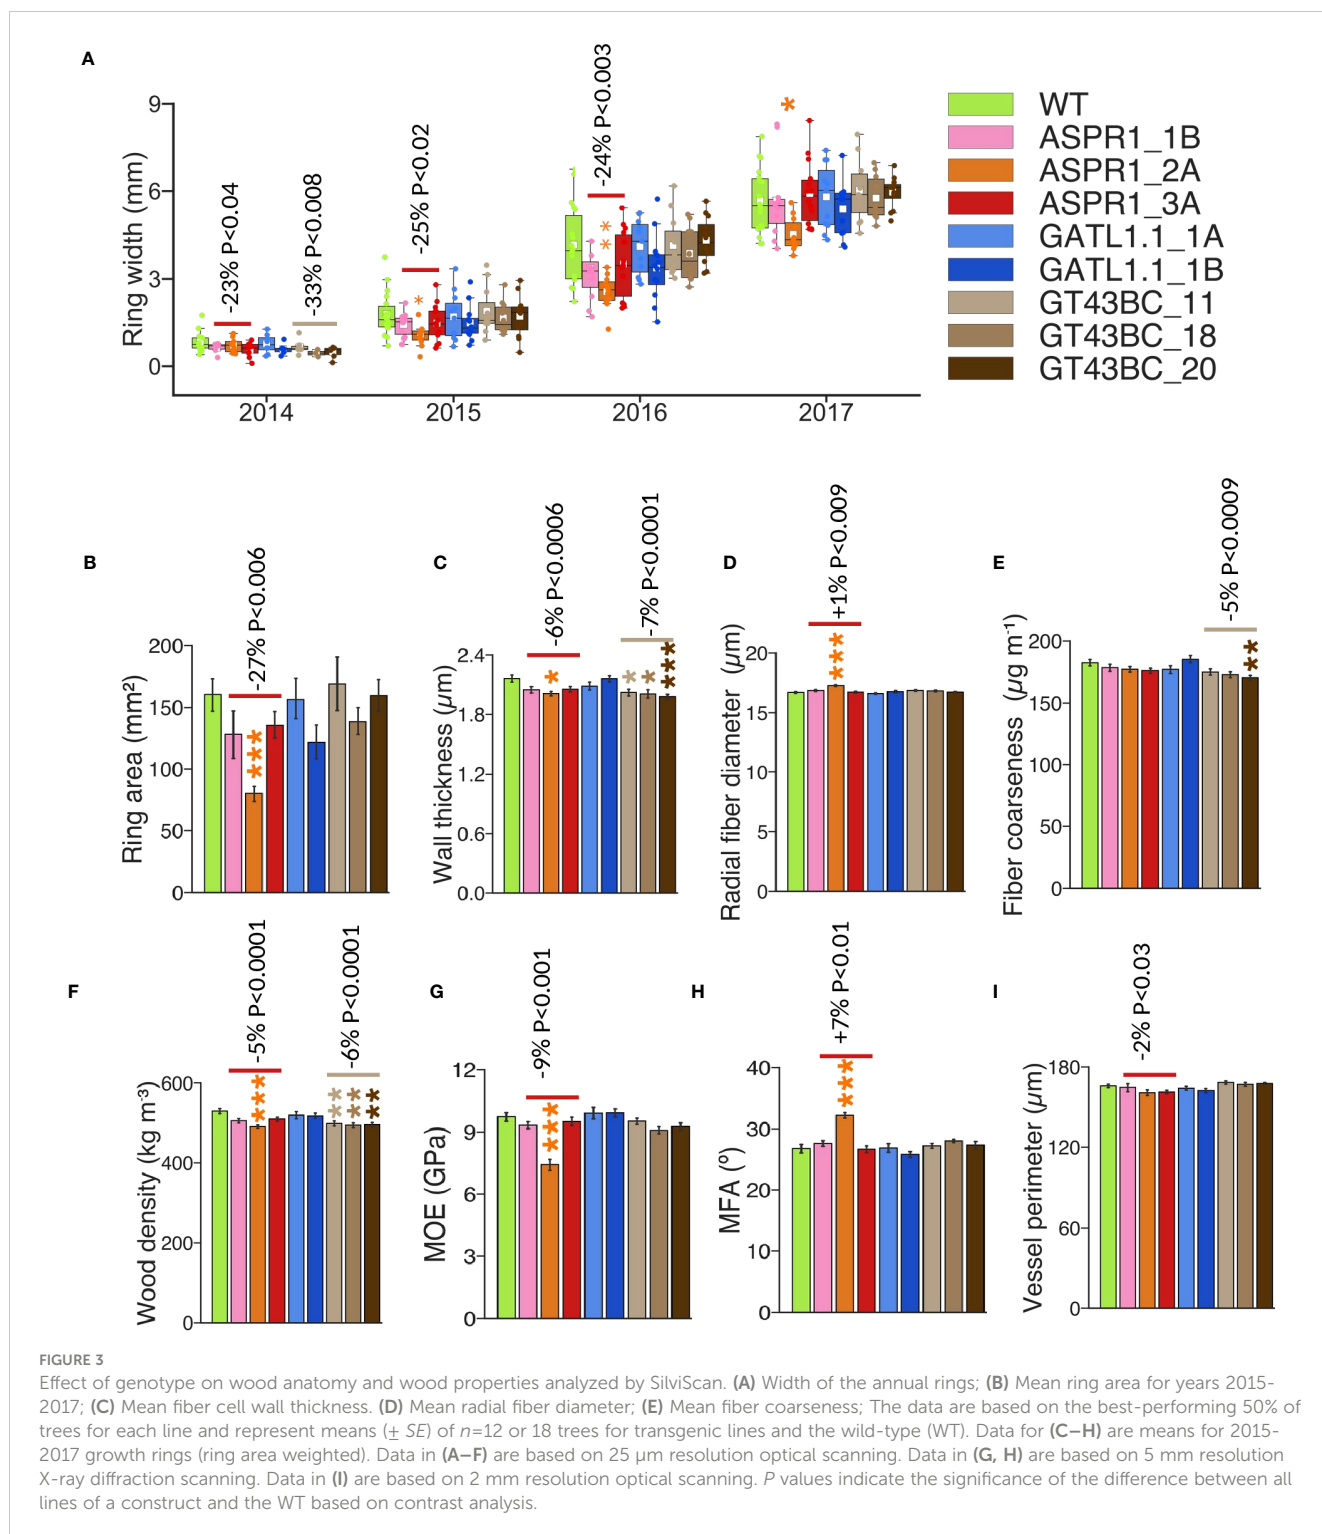 A
Ring width (mm)
9
6
3
0
-23% P<0.04
-33% P<0.008
-25% P<0.02
*
-24% P<0.003
**
*
2014
2015
2016
2017
WT
ASPR1_1B
ASPR1_2A
ASPR1_3A
GATL1.1_1A
GATL1.1_1B
GT43BC_11
GT43BC_18
GT43BC_20
B
Ring area (mm²)
200
150
100
50
0
-27% P<0.006
***
C
Wall thickness (µm)
2.4
1.8
1.2
0.6
0.0
-6% P<0.0006
-7% P<0.0001
*
*
*
***
D
Radial fiber diameter (µm)
20
15
10
5
0
+1% P<0.009
***
E
Fiber coarseness (µg m⁻¹)
200
150
100
50
0
-5% P<0.0009
**
F
Wood density (kg m⁻³)
600
400
200
0
-5% P<0.0001
-6% P<0.0001
***
**
**
**
G
MOE (GPa)
12
9
6
3
0
-9% P<0.001
***
H
MFA (º)
40
30
20
10
0
+7% P<0.01
***
I
Vessel perimeter (µm)
180
120
60
0
-2% P<0.03
FIGURE 3
Effect of genotype on wood anatomy and wood properties analyzed by SilviScan. (A) Width of the annual rings; (B) Mean ring area for years 2015-
2017; (C) Mean fiber cell wall thickness. (D) Mean radial fiber diameter; (E) Mean fiber coarseness; The data are based on the best-performing 50% of
trees for each line and represent means (± SE) of n=12 or 18 trees for transgenic lines and the wild-type (WT). Data for (C–H) are means for 2015-
2017 growth rings (ring area weighted). Data in (A–F) are based on 25 µm resolution optical scanning. Data in (G, H) are based on 5 mm resolution
X-ray diffraction scanning. Data in (I) are based on 2 mm resolution optical scanning. P values indicate the significance of the difference between all
lines of a construct and the WT based on contrast analysis.